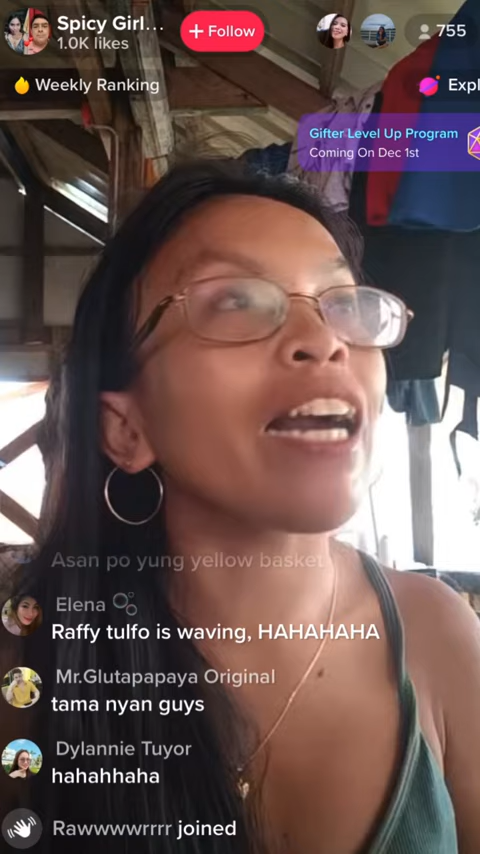 Spicy Girl...
1.0K likes
+ Follow
755
Weekly Ranking
Expl
Gifter Level Up Program
Coming On Dec 1st
Asan po yung yellow basket
Elena
Raffy tulfo is waving, HAHAHAHA
Mr.Glutapapaya Original
tama nyan guys
Dylannie Tuyor
hahahhaha
Rawwwwrrrr joined